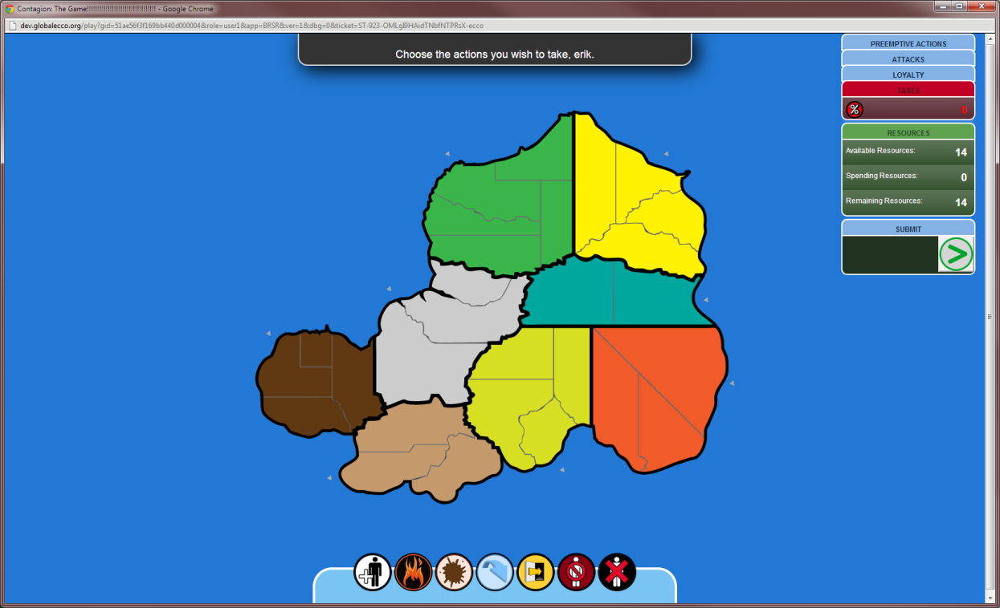 Contagion: The Game!!!!!!!!!!!!!!!!!!!!!!!!!!!!!!!!! - Google Chrome
dev.globalecco.org/play?gid=51ae56f3f169bb440d000004&role=user1&app=BRSR&ver=1&dbg=0&ticket=ST-923-OMLgl9HAidTNbfNTPRsX-ecco
Choose the actions you wish to take, erik.
PREEMPTIVE ACTIONS
ATTACKS
LOYALTY
TAXES
% 0
RESOURCES
Available Resources: 14
Spending Resources: 0
Remaining Resources: 14
SUBMIT